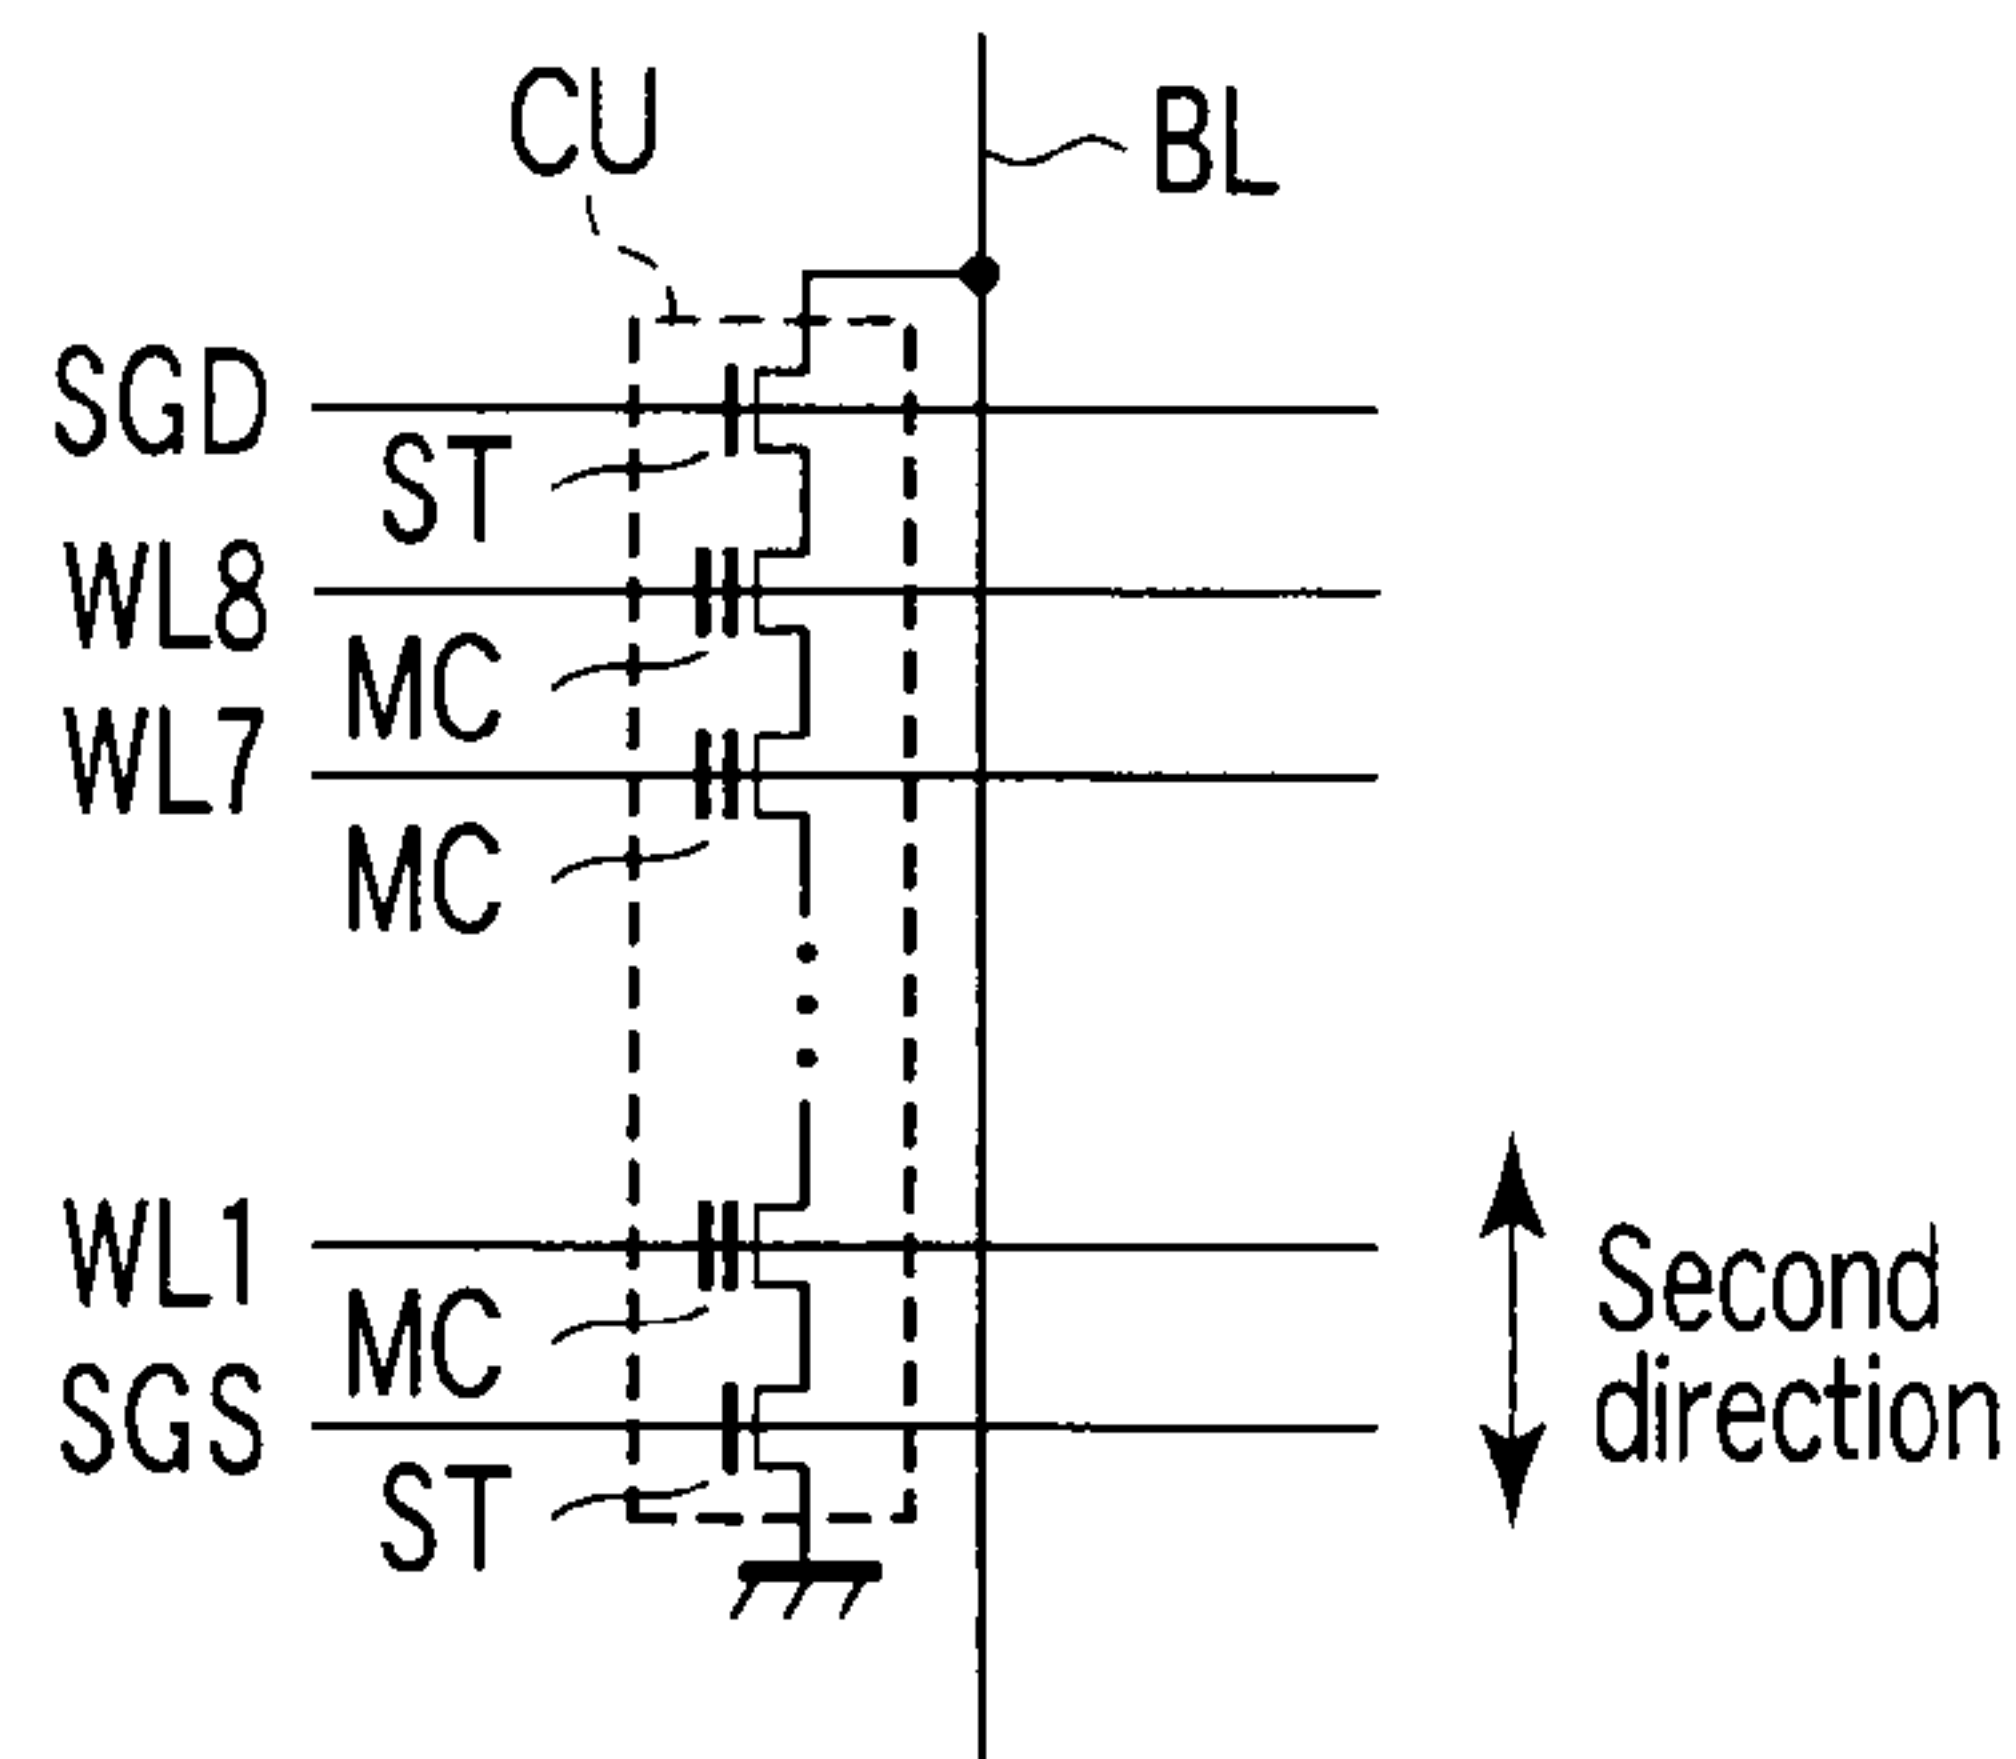 CU
BL
SGD
ST
WL8
MC
WL7
MC
WL1
MC
SGS
ST
Second
direction